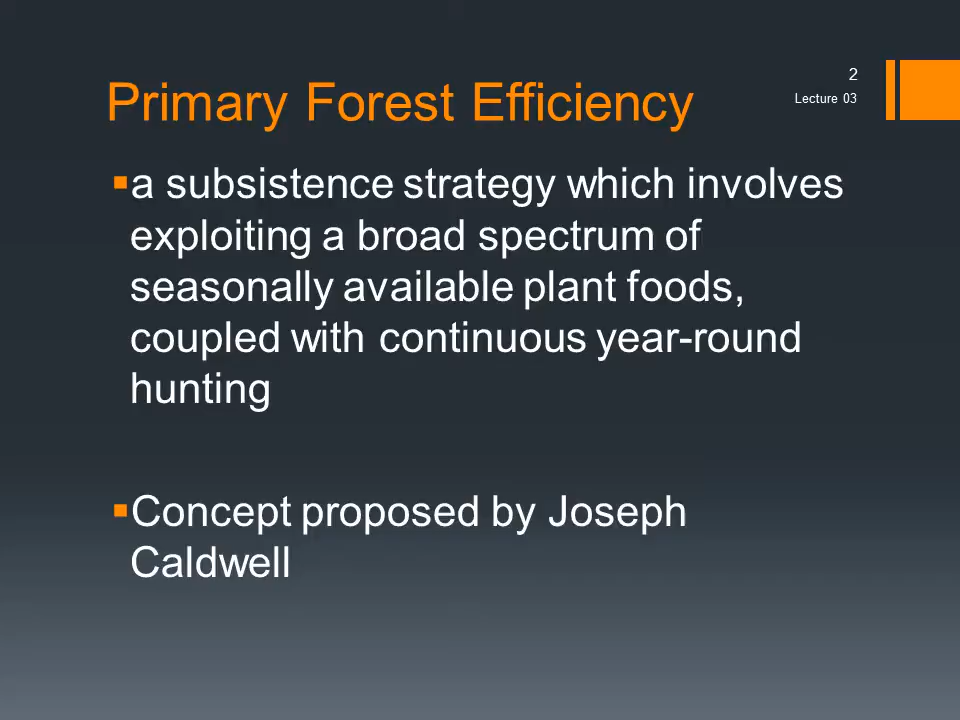 2
Lecture 03
Primary Forest Efficiency
▪a subsistence strategy which involves
exploiting a broad spectrum of
seasonally available plant foods,
coupled with continuous year-round
hunting
▪Concept proposed by Joseph
Caldwell